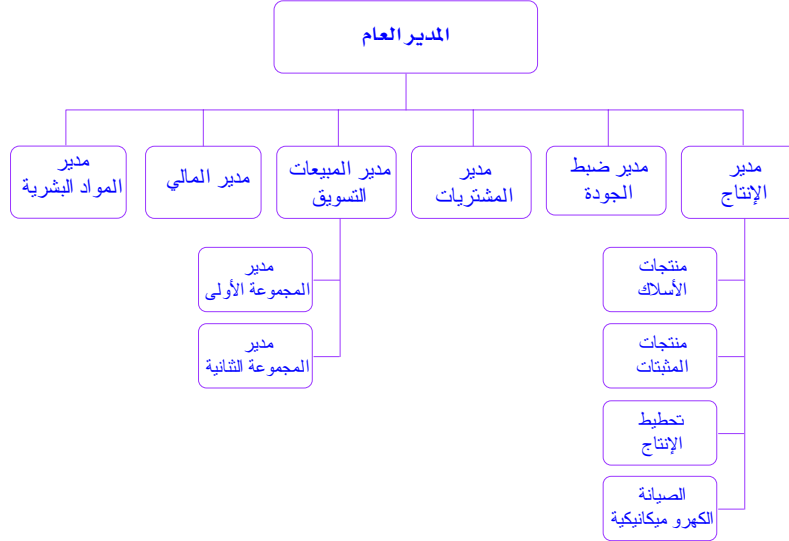 المدير العام
مدير
الإنتاج
مدير ضبط
الجودة
مدير
المشتريات
مدير المبيعات
التسويق
مدير المالي
مدير
المواد البشرية
منتجات
الأسلاك
منتجات
المثبتات
تحطيط
الإنتاج
الصيانة
الكهرو ميكانيكية
مدير
المجموعة الأولى
مدير
المجموعة الثانية